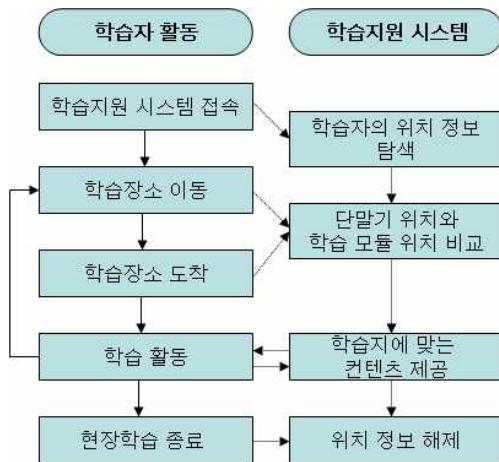 학습자 활동
학습지원 시스템
학습지원 시스템 접속
학습자의 위치 정보
탐색
학습장소 이동
단말기 위치와
학습 모듈 위치 비교
학습장소 도착
학습 활동
학습지에 맞는
컨텐츠 제공
현장학습 종료
위치 정보 해제